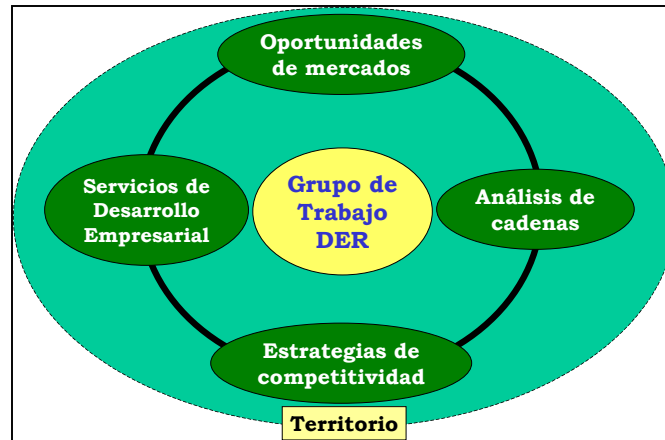 Oportunidades
de mercados
Servicios de
Desarrollo
Empresarial
Grupo de
Trabajo
DER
Análisis de
cadenas
Estrategias de
competitividad
Territorio